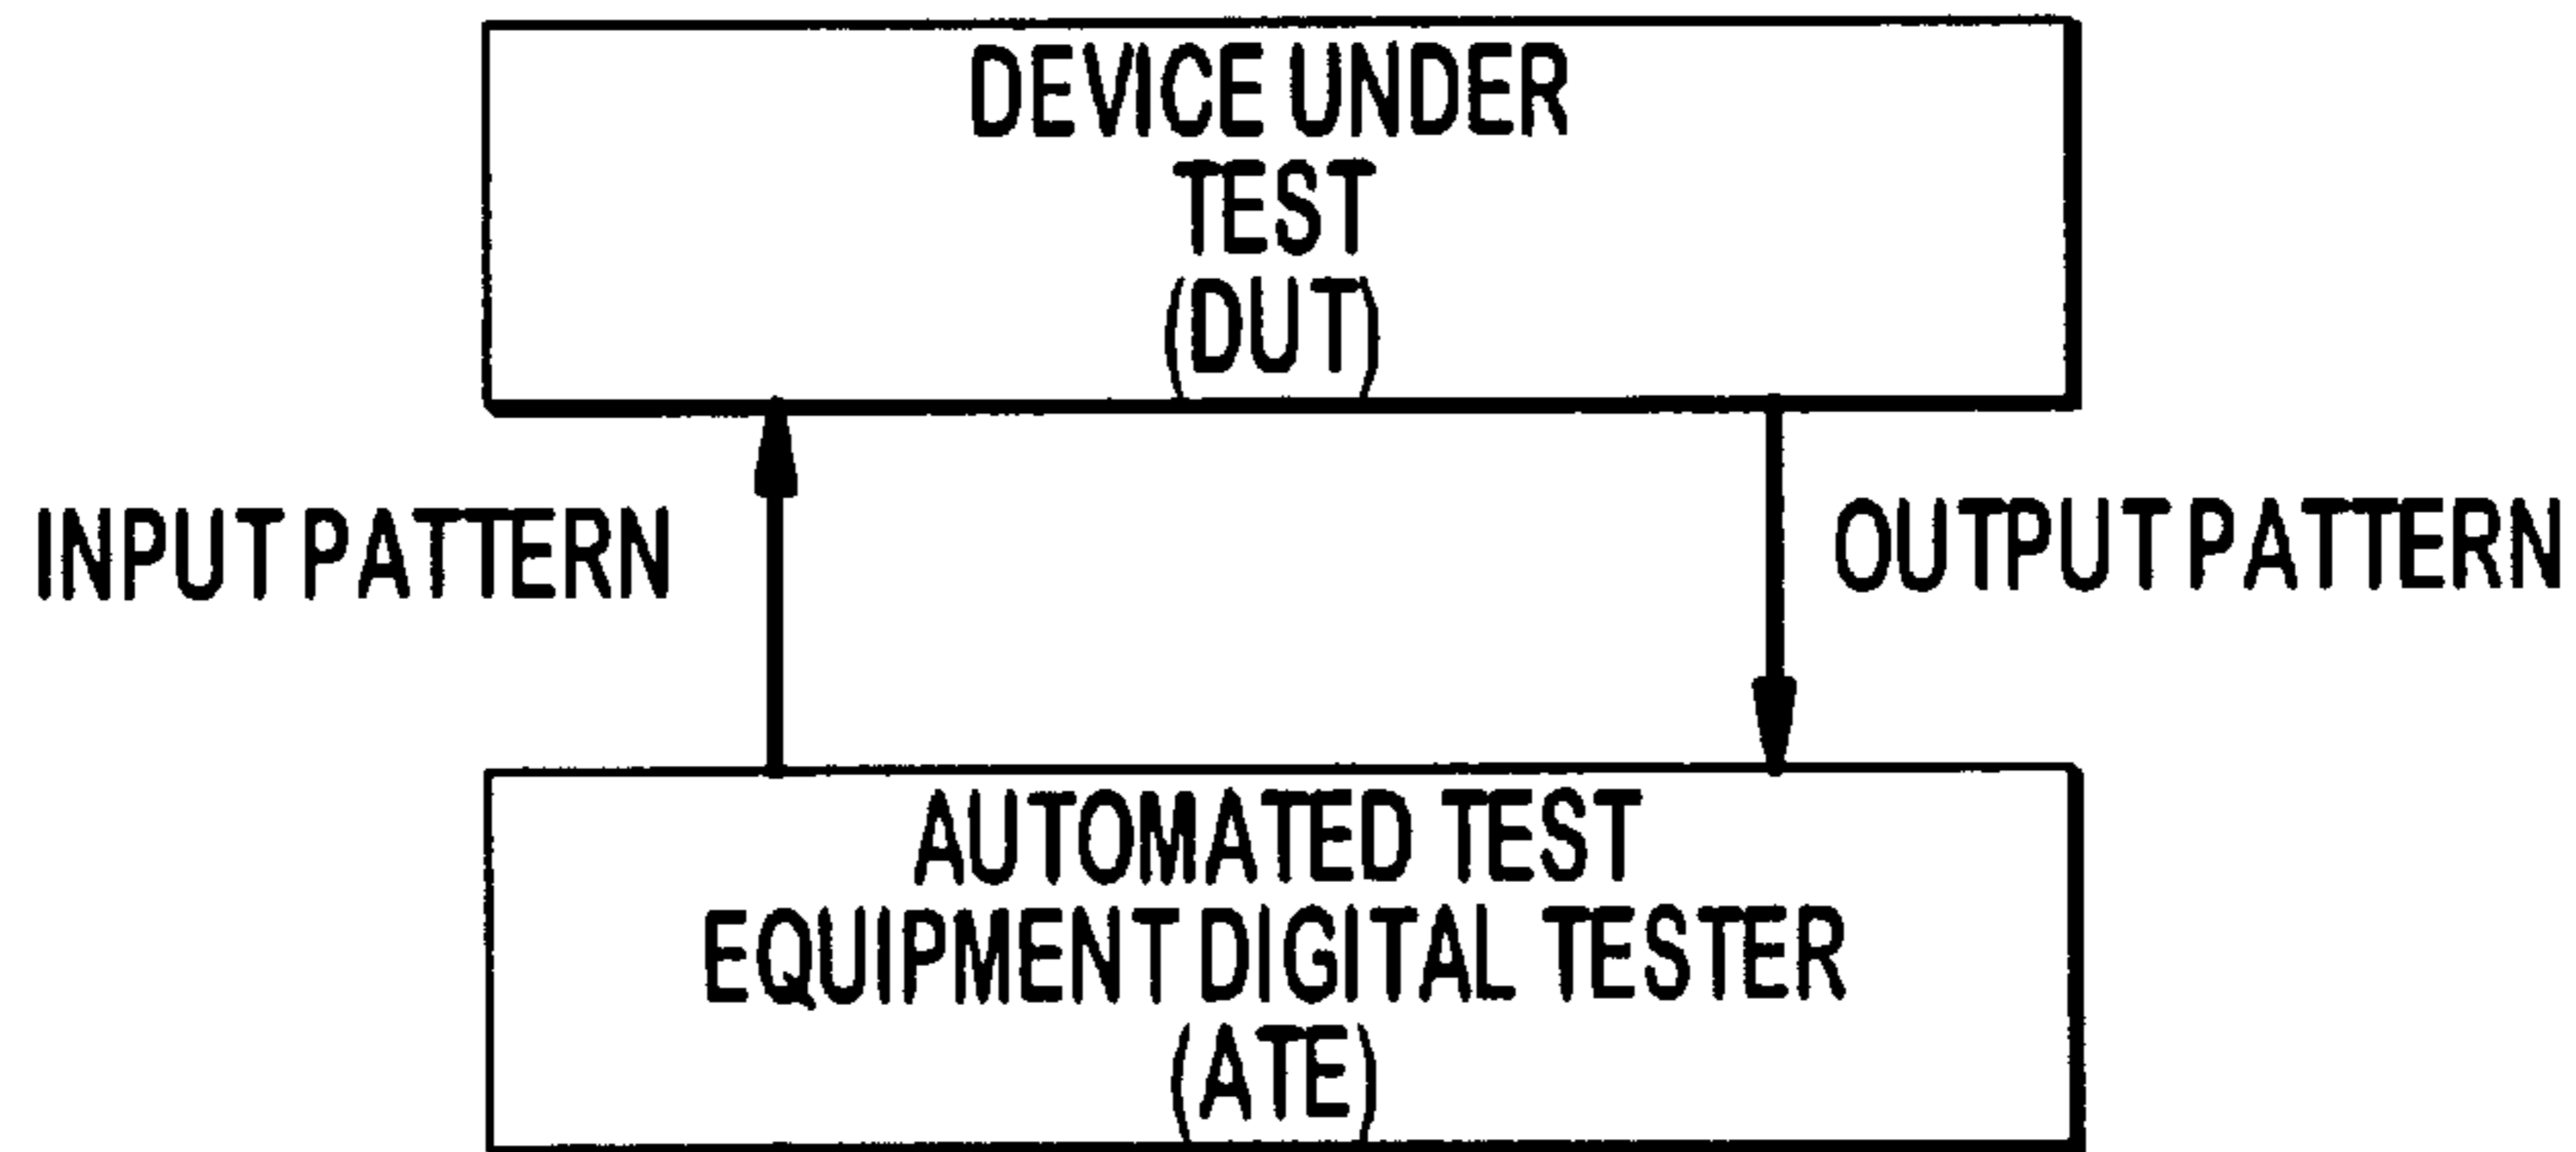 DEVICE UNDER
TEST
(DUT)
INPUT PATTERN
OUTPUT PATTERN
AUTOMATED TEST
EQUIPMENT DIGITAL TESTER
(ATE)